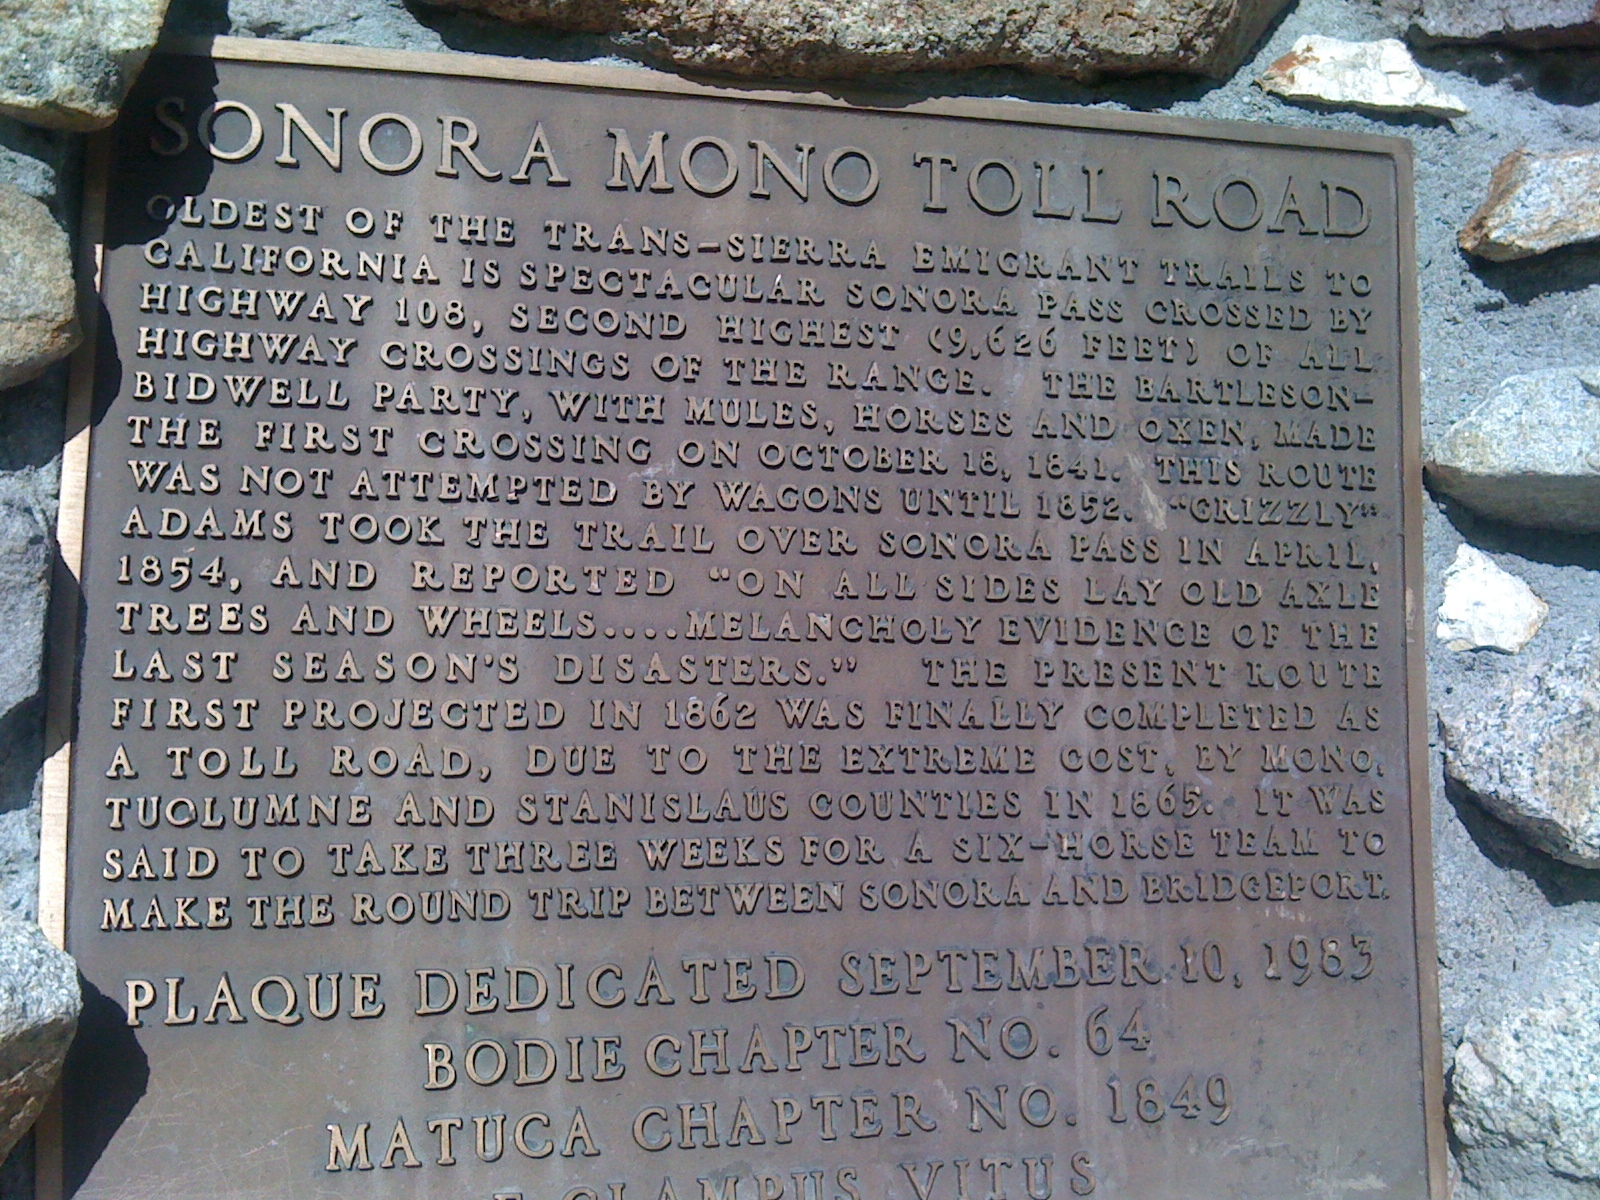 SONORA MONO TOLL ROAD
OLDEST OF THE TRANS-SIERRA EMIGRANT TRAILS TO
CALIFORNIA IS SPECTACULAR SONORA PASS CROSSED BY
HIGHWAY 108, SECOND HIGHEST (9,626 FEET) OF ALL
HIGHWAY CROSSINGS OF THE RANGE. THE BARTLESON-
BIDWELL PARTY, WITH MULES, HORSES AND OXEN, MADE
THE FIRST CROSSING ON OCTOBER 18, 1841. THIS ROUTE
WAS NOT ATTEMPTED BY WAGONS UNTIL 1852. "GRIZZLY"
ADAMS TOOK THE TRAIL OVER SONORA PASS IN APRIL,
1854, AND REPORTED "ON ALL SIDES LAY OLD AXLE
TREES AND WHEELS....MELANCHOLY EVIDENCE OF THE
LAST SEASON'S DISASTERS." THE PRESENT ROUTE
FIRST PROJECTED IN 1862 WAS FINALLY COMPLETED AS
A TOLL ROAD, DUE TO THE EXTREME COST, BY MONO,
TUOLUMNE AND STANISLAUS COUNTIES IN 1865. IT WAS
SAID TO TAKE THREE WEEKS FOR A SIX-HORSE TEAM TO
MAKE THE ROUND TRIP BETWEEN SONORA AND BRIDGEPORT.
PLAQUE DEDICATED SEPTEMBER 10, 1983
BODIE CHAPTER NO. 64
MATUCA CHAPTER NO. 1849
E CLAMPUS VITUS